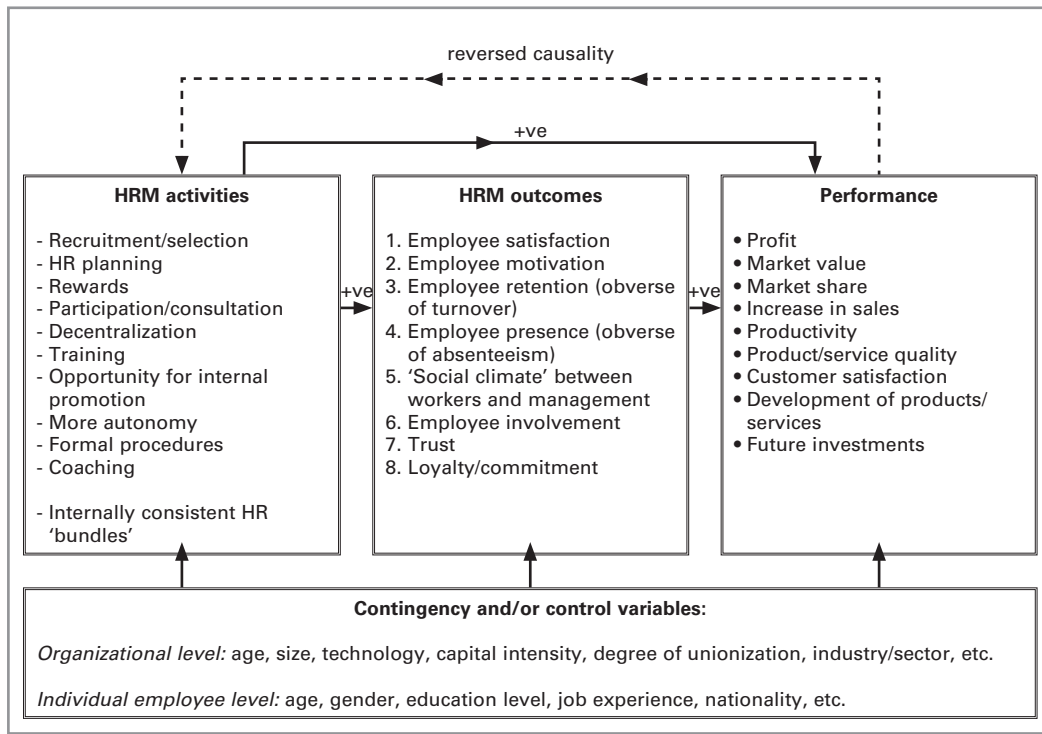 reversed causality
+ve
HRM activities
- Recruitment/selection
- HR planning
- Rewards
- Participation/consultation
- Decentralization
- Training
- Opportunity for internal
promotion
- More autonomy
- Formal procedures
- Coaching
- Internally consistent HR
‘bundles’
+ve
HRM outcomes
1. Employee satisfaction
2. Employee motivation
3. Employee retention (obverse
of turnover)
4. Employee presence (obverse
of absenteeism)
5. ‘Social climate’ between
workers and management
6. Employee involvement
7. Trust
8. Loyalty/commitment
+ve
Performance
• Profit
• Market value
• Market share
• Increase in sales
• Productivity
• Product/service quality
• Customer satisfaction
• Development of products/
services
• Future investments
Contingency and/or control variables:
Organizational level: age, size, technology, capital intensity, degree of unionization, industry/sector, etc.
Individual employee level: age, gender, education level, job experience, nationality, etc.